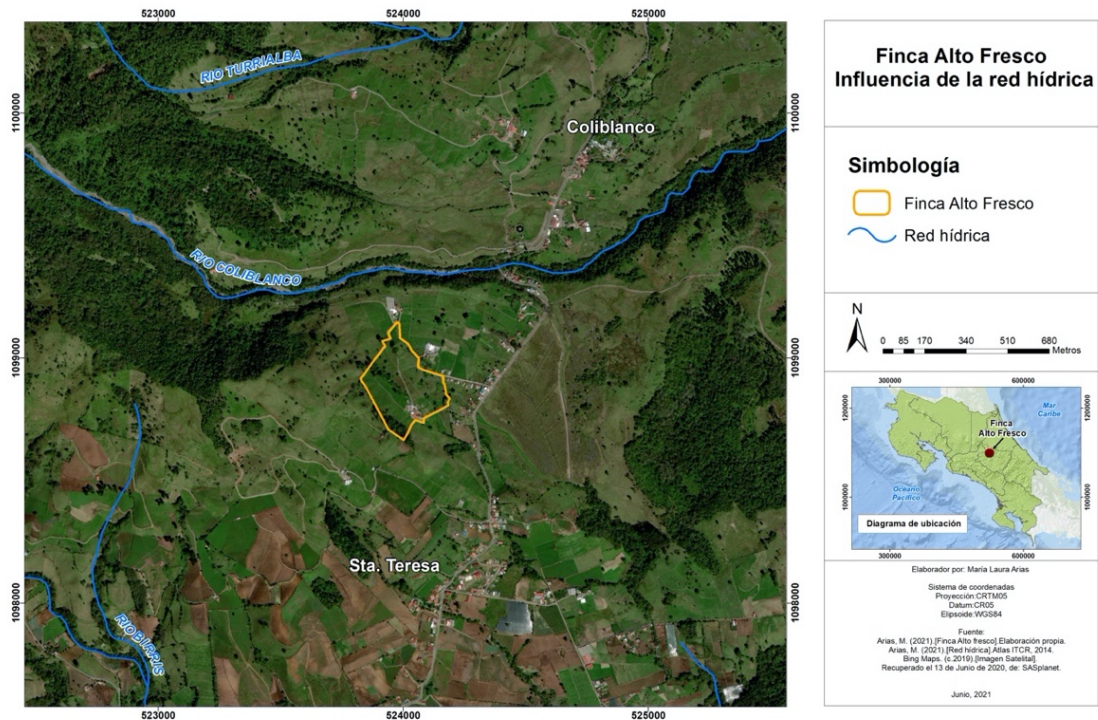 523000
524000
525000
1100000
1099000
1098000
RIO TURRIALBA
Coliblanco
RIO COLIBLANCO
Sta. Teresa
RIO BIRRIS
1100000
1099000
1098000
523000
524000
525000
Finca Alto Fresco
Influencia de la red hídrica
Simbología
Finca Alto Fresco
Red hídrica
N
0 85 170 340 510 680
Metros
300000
600000
1200000
1000000
Mar
Caribe
Finca
Alto Fresco
Océano
Pacífico
Diagrama de ubicación
1200000
1000000
300000
600000
Elaborador por: María Laura Arias
Sistema de coordenadas
Proyección:CRTM05
Datum:CR05
Elipsoide:WGS84
Fuente:
Arias, M. (2021).[Finca Alto fresco].Elaboración propia.
Arias, M. (2021).[Red hídrica].Atlas ITCR, 2014.
Bing Maps. (c.2019).[Imagen Satelital].
Recuperado el 13 de Junio de 2020, de: SASplanet.
Junio, 2021